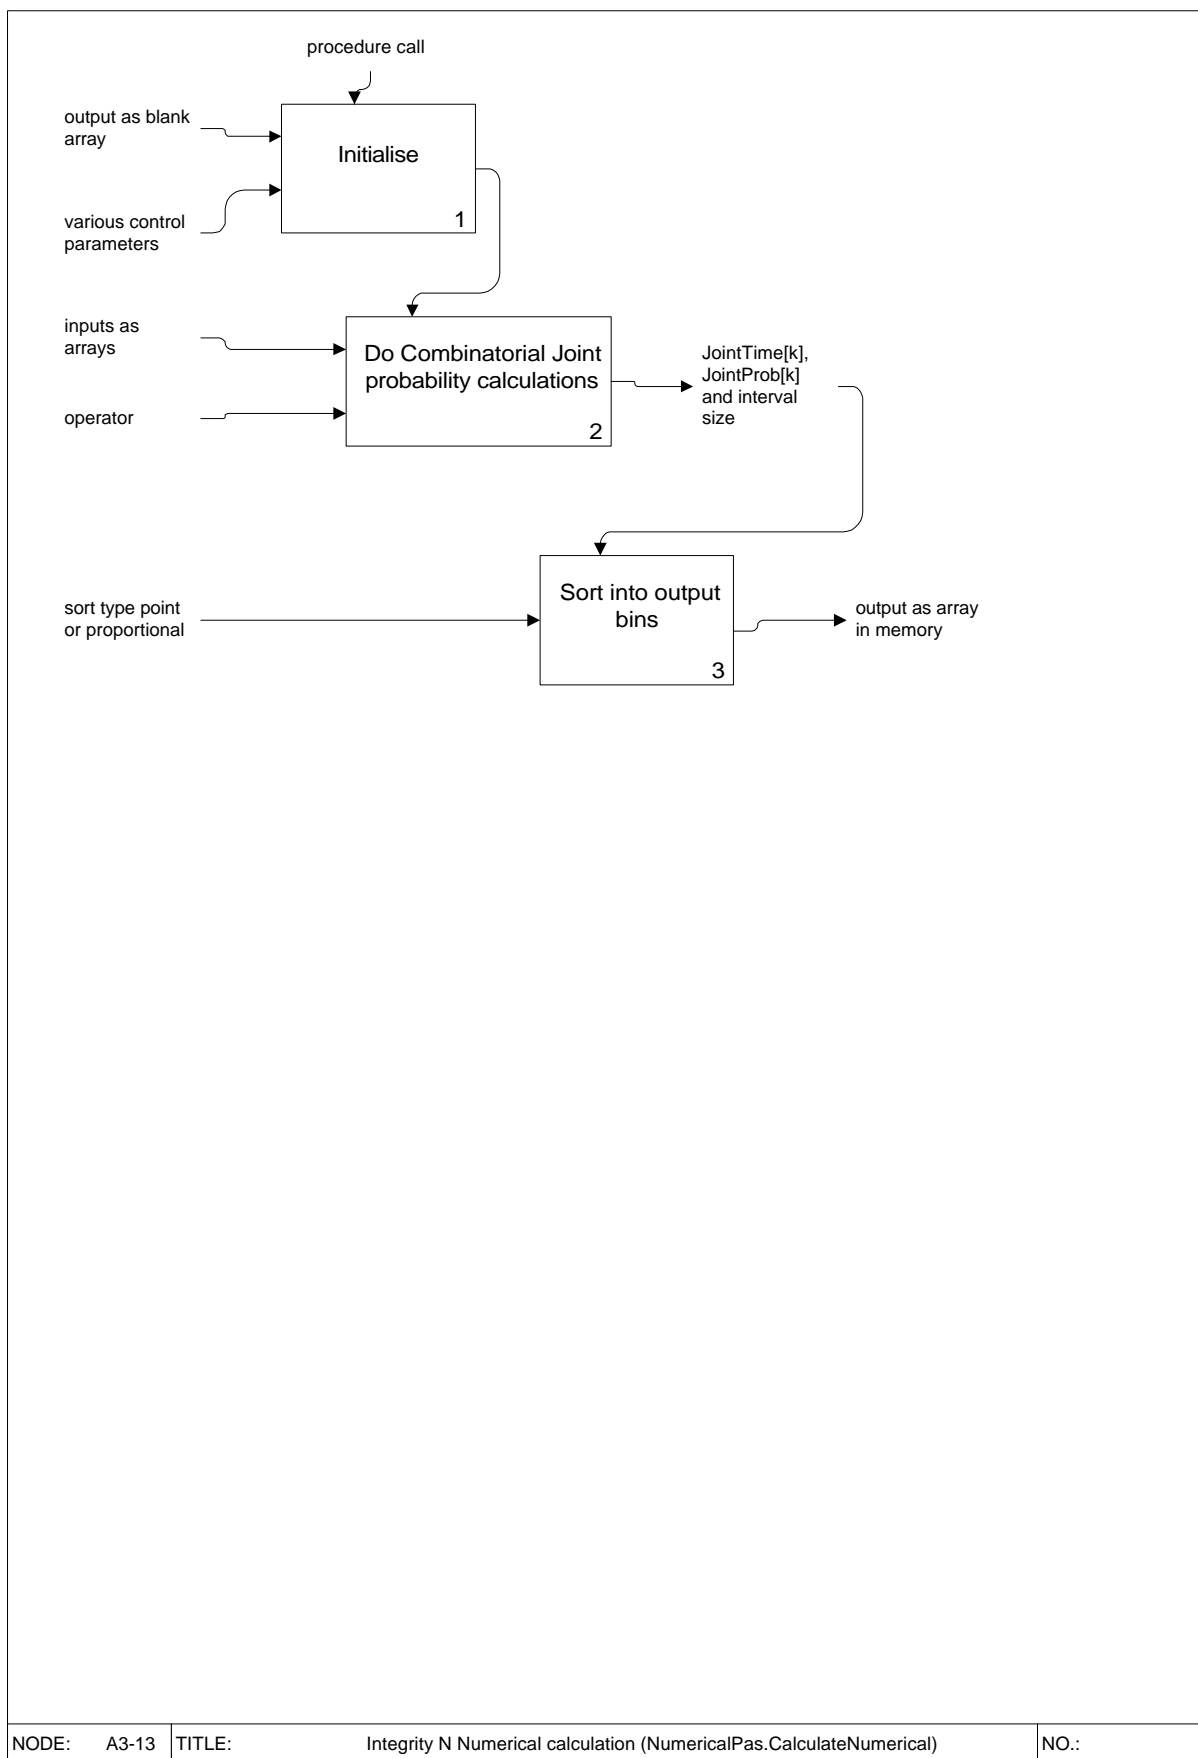 procedure call
output as blank
array
Initialise
1
various control
parameters
inputs as
arrays
operator
Do Combinatorial Joint
probability calculations
2
JointTime[k],
JointProb[k]
and interval
size
sort type point
or proportional
Sort into output
bins
3
output as array
in memory
NODE: A3-13 TITLE: Integrity N Numerical calculation (NumericalPas.CalculateNumerical) NO.: